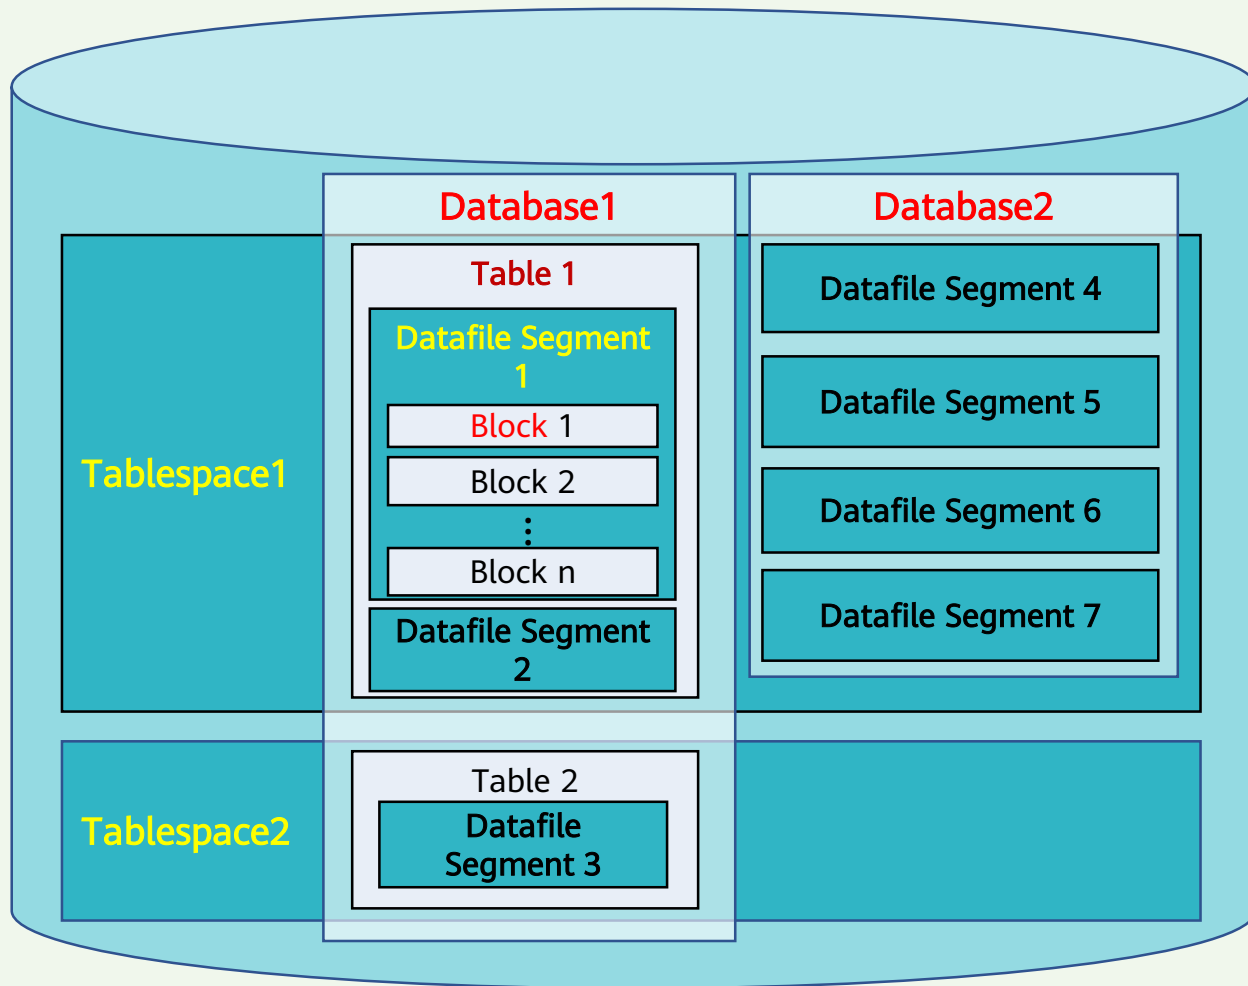 Database1
Database2
Tablespace1
Table 1
Datafile Segment
1
Block 1
Block 2
⋮
Block n
Datafile Segment
2
Datafile Segment 4
Datafile Segment 5
Datafile Segment 6
Datafile Segment 7
Tablespace2
Table 2
Datafile
Segment 3